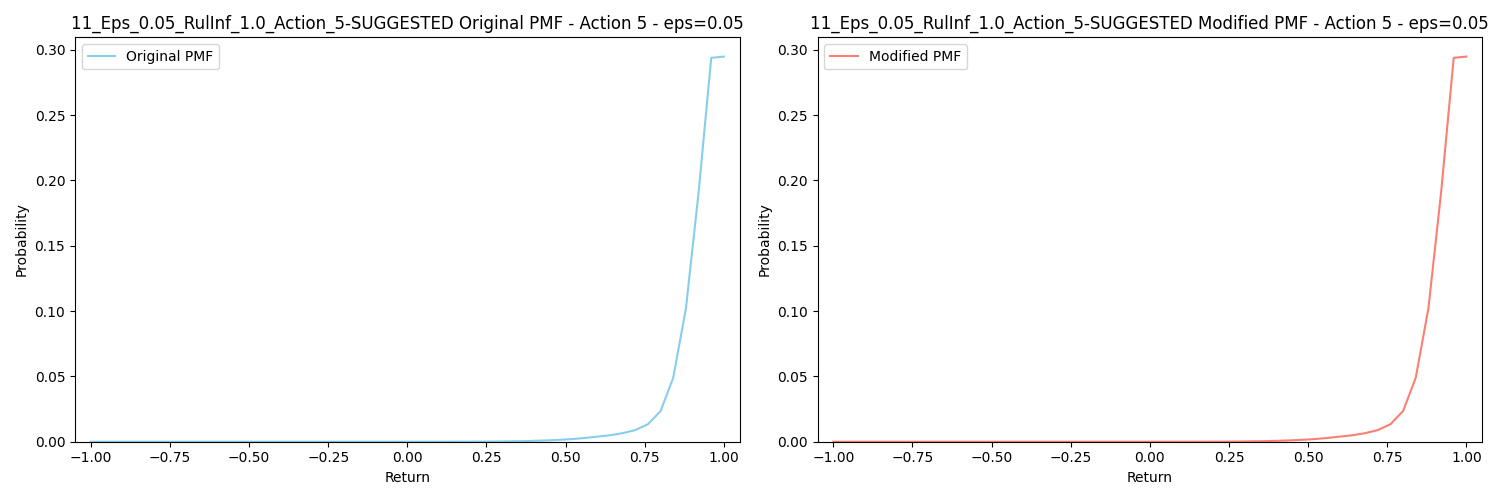 11_Eps_0.05_RulInf_1.0_Action_5-SUGGESTED Original PMF - Action 5 - eps=0.05
Original PMF
0.30
0.25
0.20
0.15
0.10
0.05
0.00
Probability
−1.00 −0.75 −0.50 −0.25 0.00 0.25 0.50 0.75 1.00
Return
11_Eps_0.05_RulInf_1.0_Action_5-SUGGESTED Modified PMF - Action 5 - eps=0.05
Modified PMF
0.30
0.25
0.20
0.15
0.10
0.05
0.00
Probability
−1.00 −0.75 −0.50 −0.25 0.00 0.25 0.50 0.75 1.00
Return